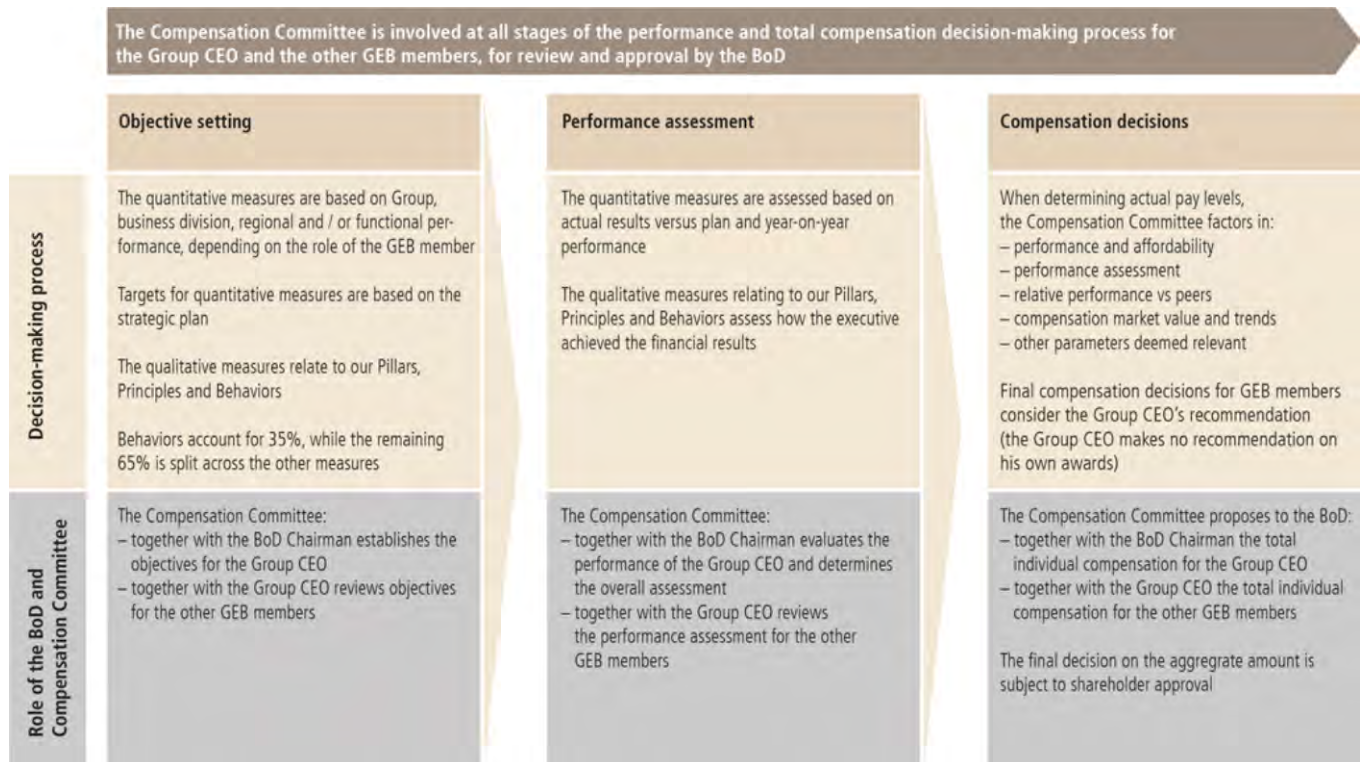 The Compensation Committee is involved at all stages of the performance and total compensation decision-making process for
the Group CEO and the other GEB members, for review and approval by the BoD
Objective setting
Performance assessment
Compensation decisions
Decision-making process
The quantitative measures are based on Group,
business division, regional and / or functional per-
formance, depending on the role of the GEB member
Targets for quantitative measures are based on the
strategic plan
The qualitative measures relate to our Pillars,
Principles and Behaviors
Behaviors account for 35%, while the remaining
65% is split across the other measures
The quantitative measures are assessed based on
actual results versus plan and year-on-year
performance
The qualitative measures relating to our Pillars,
Principles and Behaviors assess how the executive
achieved the financial results
When determining actual pay levels,
the Compensation Committee factors in:
– performance and affordability
– performance assessment
– relative performance vs peers
– compensation market value and trends
– other parameters deemed relevant
Final compensation decisions for GEB members
consider the Group CEO's recommendation
(the Group CEO makes no recommendation on
his own awards)
Role of the BoD and
Compensation Committee
The Compensation Committee:
– together with the BoD Chairman establishes the
objectives for the Group CEO
– together with the Group CEO reviews objectives
for the other GEB members
The Compensation Committee:
– together with the BoD Chairman evaluates the
performance of the Group CEO and determines
the overall assessment
– together with the Group CEO reviews
the performance assessment for the other
GEB members
The Compensation Committee proposes to the BoD:
– together with the BoD Chairman the total
individual compensation for the Group CEO
– together with the Group CEO the total individual
compensation for the other GEB members
The final decision on the aggregrate amount is
subject to shareholder approval